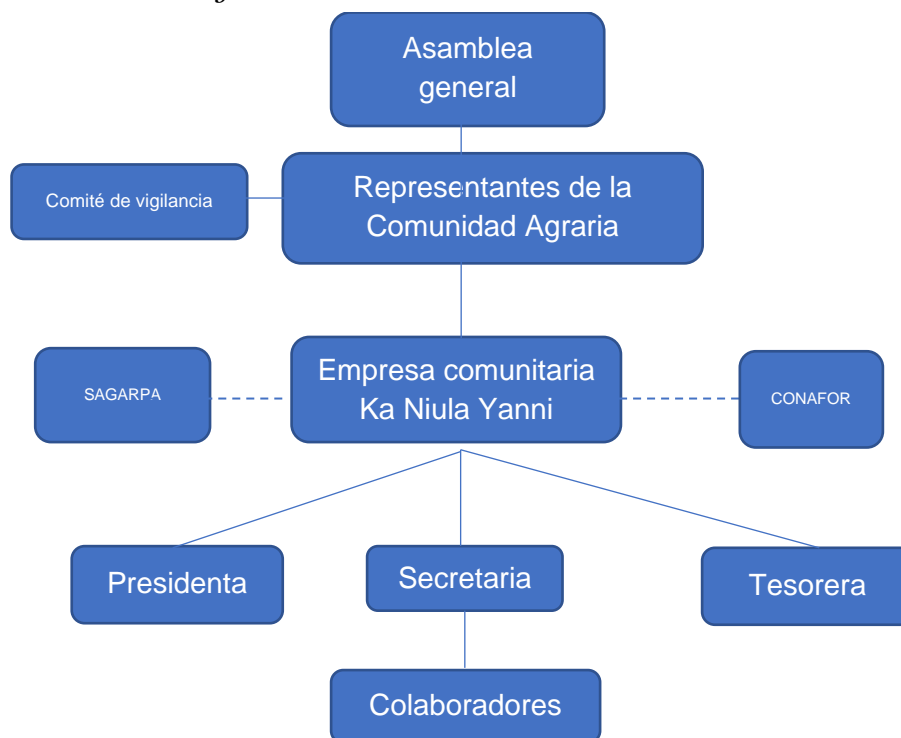 Asamblea
general
Comité de vigilancia
Representantes de la
Comunidad Agraria
SAGARPA
Empresa comunitaria
Ka Niula Yanni
CONAFOR
Presidenta
Secretaria
Tesorera
Colaboradores